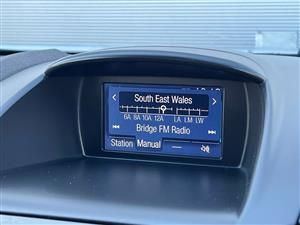 South East Wales
6A 8A 10A 12A LA LM LW
Bridge FM Radio
Station Manual